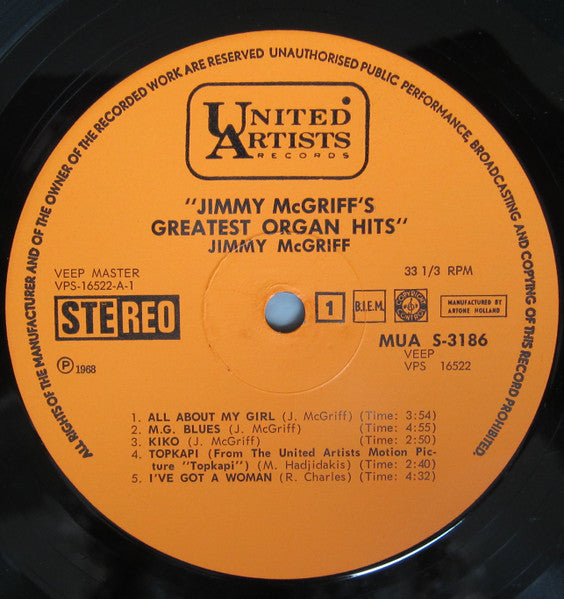 ALL RIGHTS OF THE MANUFACTURER AND OF THE OWNER OF THE RECORDED WORK ARE RESERVED UNAUTHORISED PUBLIC PERFORMANCE, BROADCASTING AND COPYING OF THIS RECORD PROHIBITED.
UNITED
ARTISTS
RECORDS
"JIMMY McGRIFF'S
GREATEST ORGAN HITS"
JIMMY McGRIFF
VEEP MASTER
VPS-16522-A-1
STEREO
Ⓟ 1968
33 1/3 RPM
1
B.I.E.M.
COPYRIGHT
CONTROL
MANUFACTURED BY
ARTONE HOLLAND
MUA S-3186
VEEP
VPS 16522
1. ALL ABOUT MY GIRL (J. McGriff) (Time: 3:54)
2. M.G. BLUES (J. McGriff) (Time: 4:55)
3. KIKO (J. McGriff) (Time: 2:50)
4. TOPKAPI (From The United Artists Motion Pic-
ture "Topkapi") (M. Hadjidakis) (Time: 2:40)
5. I'VE GOT A WOMAN (R. Charles) (Time: 4:32)